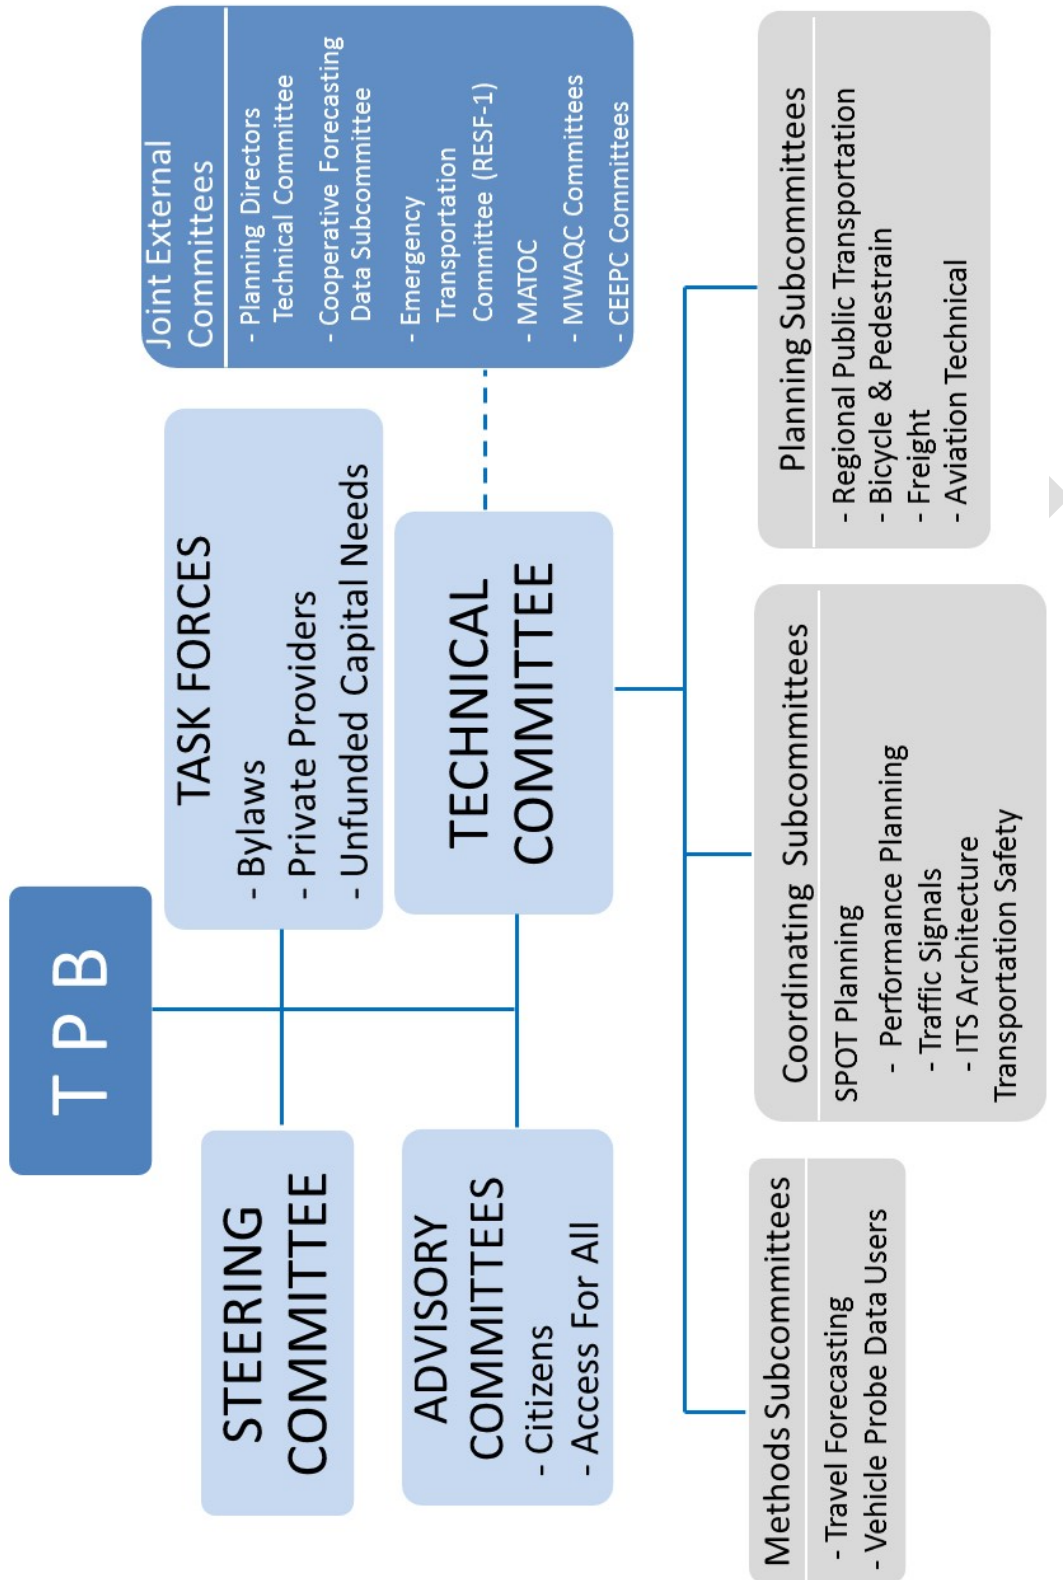 T P B
STEERING
COMMITTEE
TASK FORCES
- Bylaws
- Private Providers
- Unfunded Capital Needs
Joint External
Committees
- Planning Directors
Technical Committee
- Cooperative Forecasting
Data Subcommittee
- Emergency
Transportation
Committee (RESF-1)
- MATOC
- MWAQC Committees
- CEEPC Committees
ADVISORY
COMMITTEES
- Citizens
- Access For All
TECHNICAL
COMMITTEE
Methods Subcommittees
- Travel Forecasting
- Vehicle Probe Data Users
Coordinating Subcommittees
SPOT Planning
- Performance Planning
- Traffic Signals
- ITS Architecture
Transportation Safety
Planning Subcommittees
- Regional Public Transportation
- Bicycle & Pedestrain
- Freight
- Aviation Technical